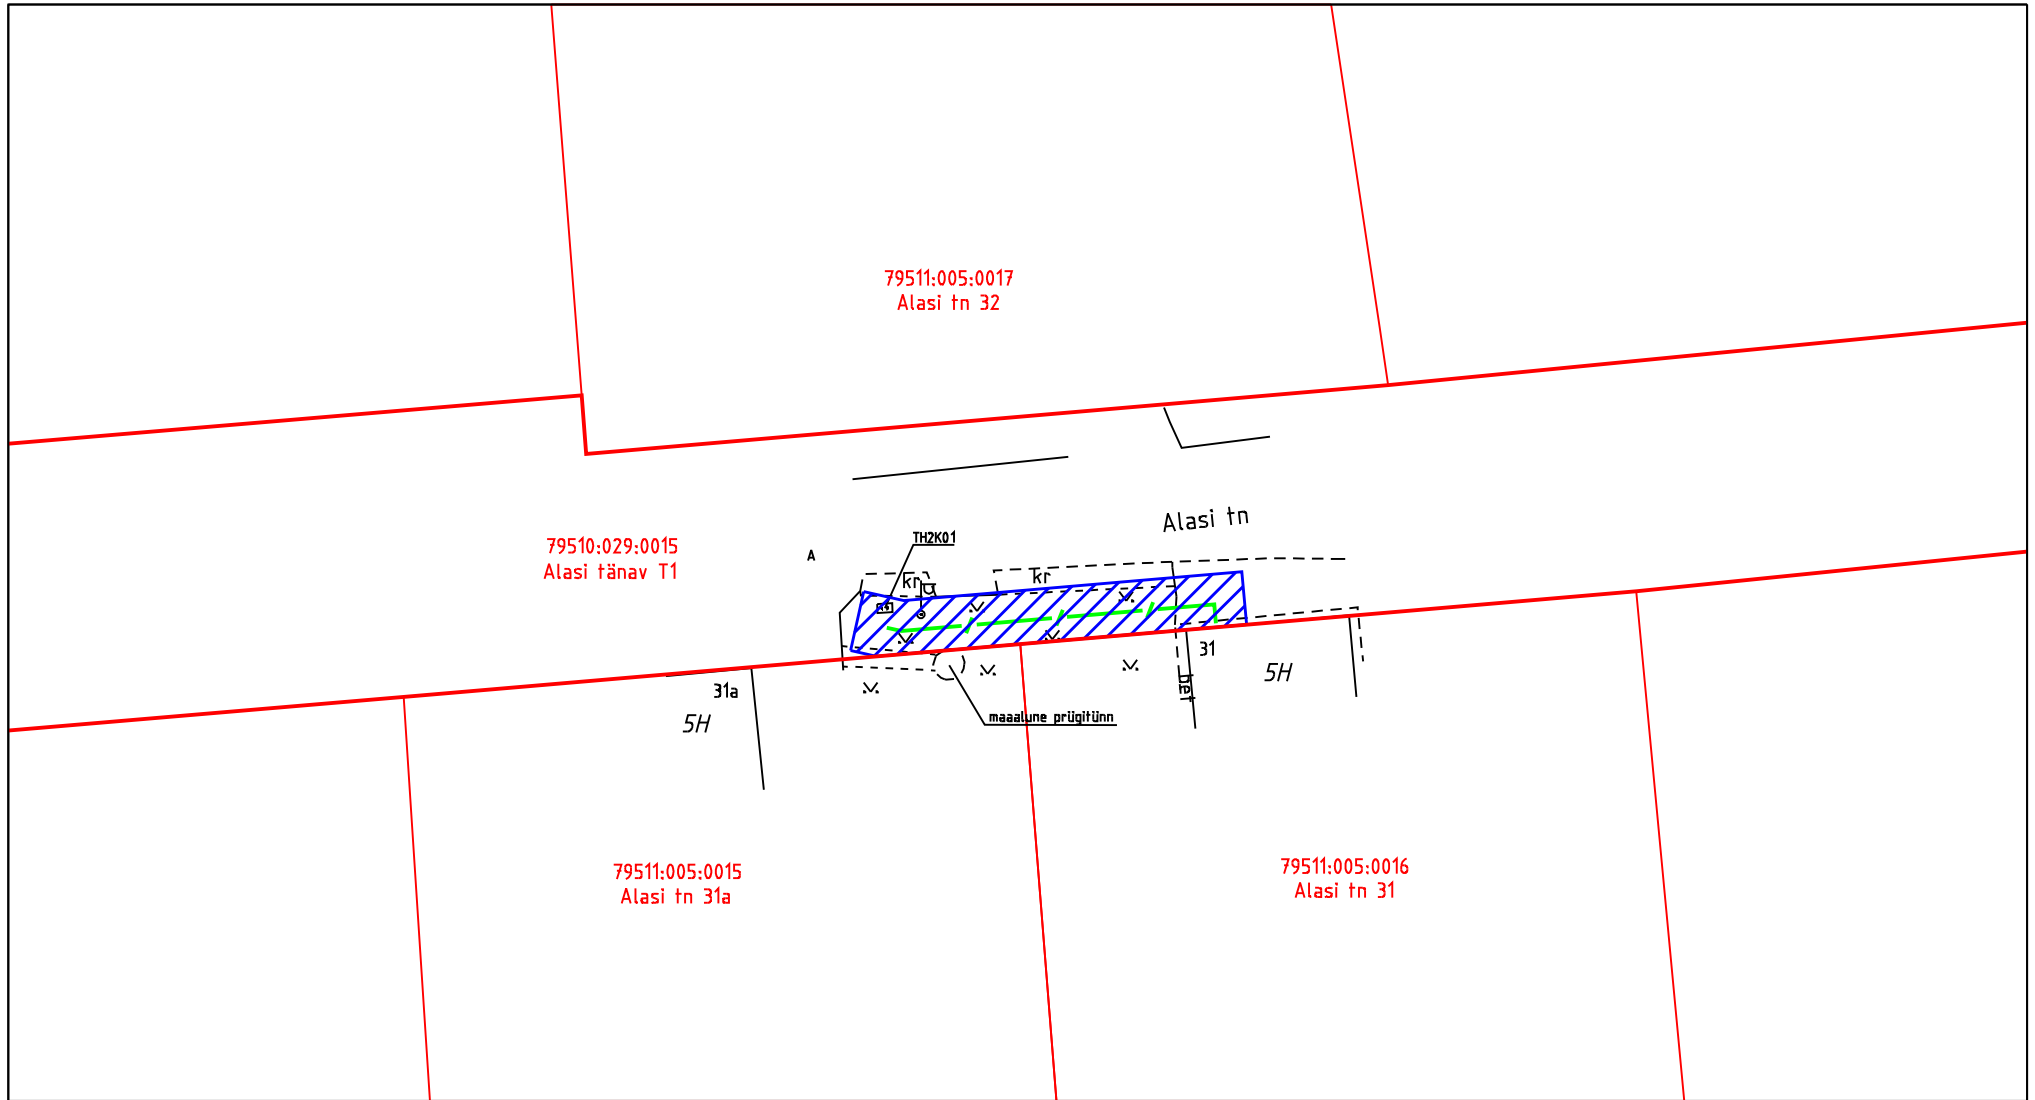 79511:005:0017
Alasi tn 32
Alasi tn
TH2K01
79510:029:0015
Alasi tänav T1
A
kr
kr
31
31a
5H
5H
bet
maaalune prügitünn
79511:005:0015
Alasi tn 31a
79511:005:0016
Alasi tn 31